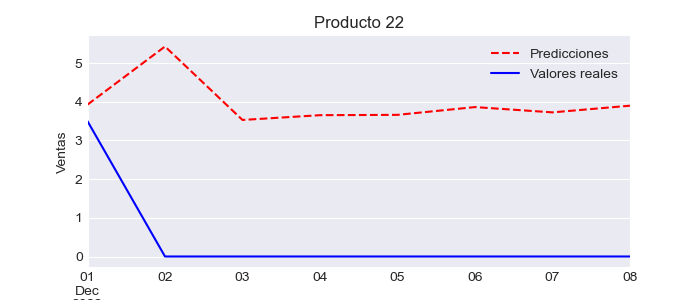 Producto 22
Predicciones
Valores reales
Ventas
5
4
3
2
1
0
01 02 03 04 05 06 07 08
Dec